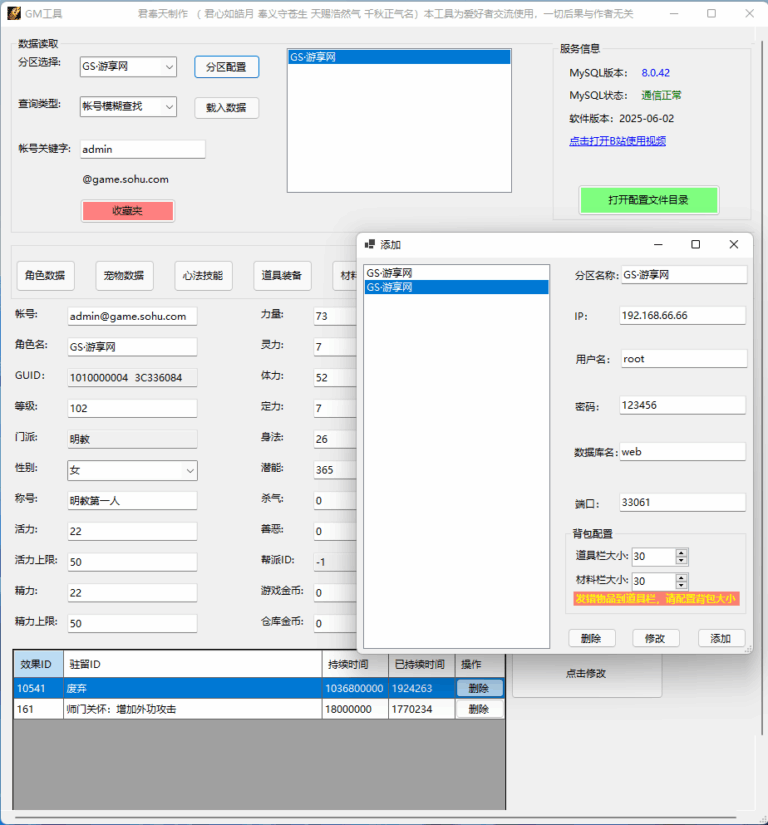 GM工具
君奉天制作 （ 君心如皓月 奉义守苍生 天赐浩然气 千秋正气名）本工具为爱好者交流使用，一切后果与作者无关
数据读取
分区选择:
GS·游享网
分区配置
查询类型:
帐号模糊查找
载入数据
帐号关键字:
admin
@game.sohu.com
收藏夹
GS·游享网
服务信息
MySQL版本: 8.0.42
MySQL状态: 通信正常
软件版本: 2025-06-02
点击打开B站使用视频
打开配置文件目录
角色数据
宠物数据
心法技能
道具装备
材料
帐号: admin@game.sohu.com
角色名: GS·游享网
GUID: 1010000004 3C336084
等级: 102
门派: 明教
性别: 女
称号: 明教第一人
活力: 22
活力上限: 50
精力: 22
精力上限: 50
力量: 73
灵力: 7
体力: 52
定力: 7
身法: 26
潜能: 365
杀气: 0
善恶: 0
帮派ID: -1
游戏金币: 0
仓库金币: 0
添加
GS·游享网
GS·游享网
分区名称: GS·游享网
IP: 192.168.66.66
用户名: root
密码: 123456
数据库名: web
端口: 33061
背包配置
道具栏大小: 30
材料栏大小: 30
发错物品到道具栏，请配置背包大小
删除
修改
添加
点击修改
效果ID 驻留ID 持续时间 已持续时间 操作
10541 废弃 1036800000 1924263 删除
161 师门关怀：增加外功攻击 18000000 1770234 删除